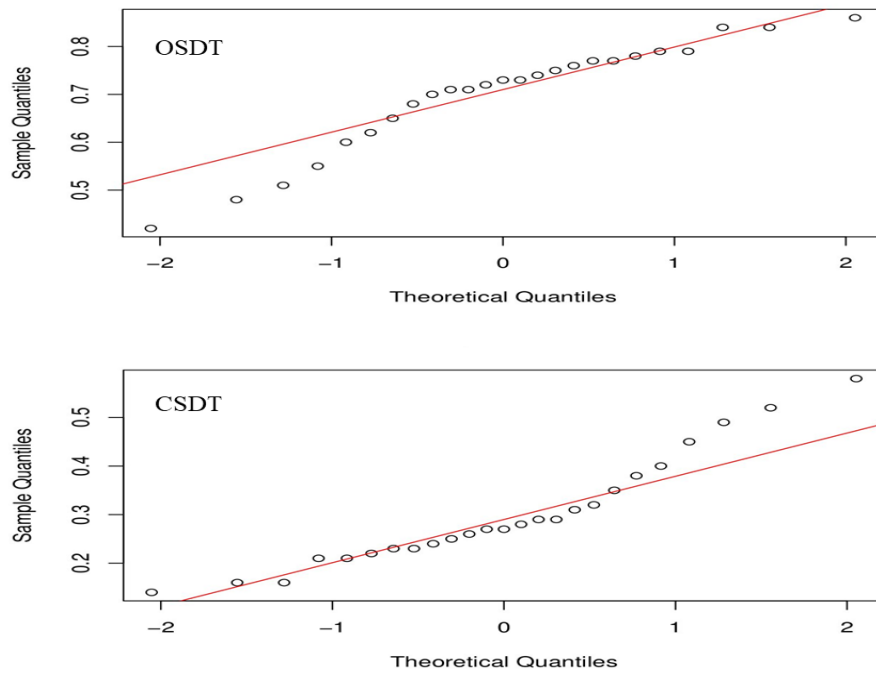 OSDT
Sample Quantiles
0.8
0.7
0.6
0.5
−2 −1 0 1 2
Theoretical Quantiles
CSDT
Sample Quantiles
0.5
0.4
0.3
0.2
−2 −1 0 1 2
Theoretical Quantiles